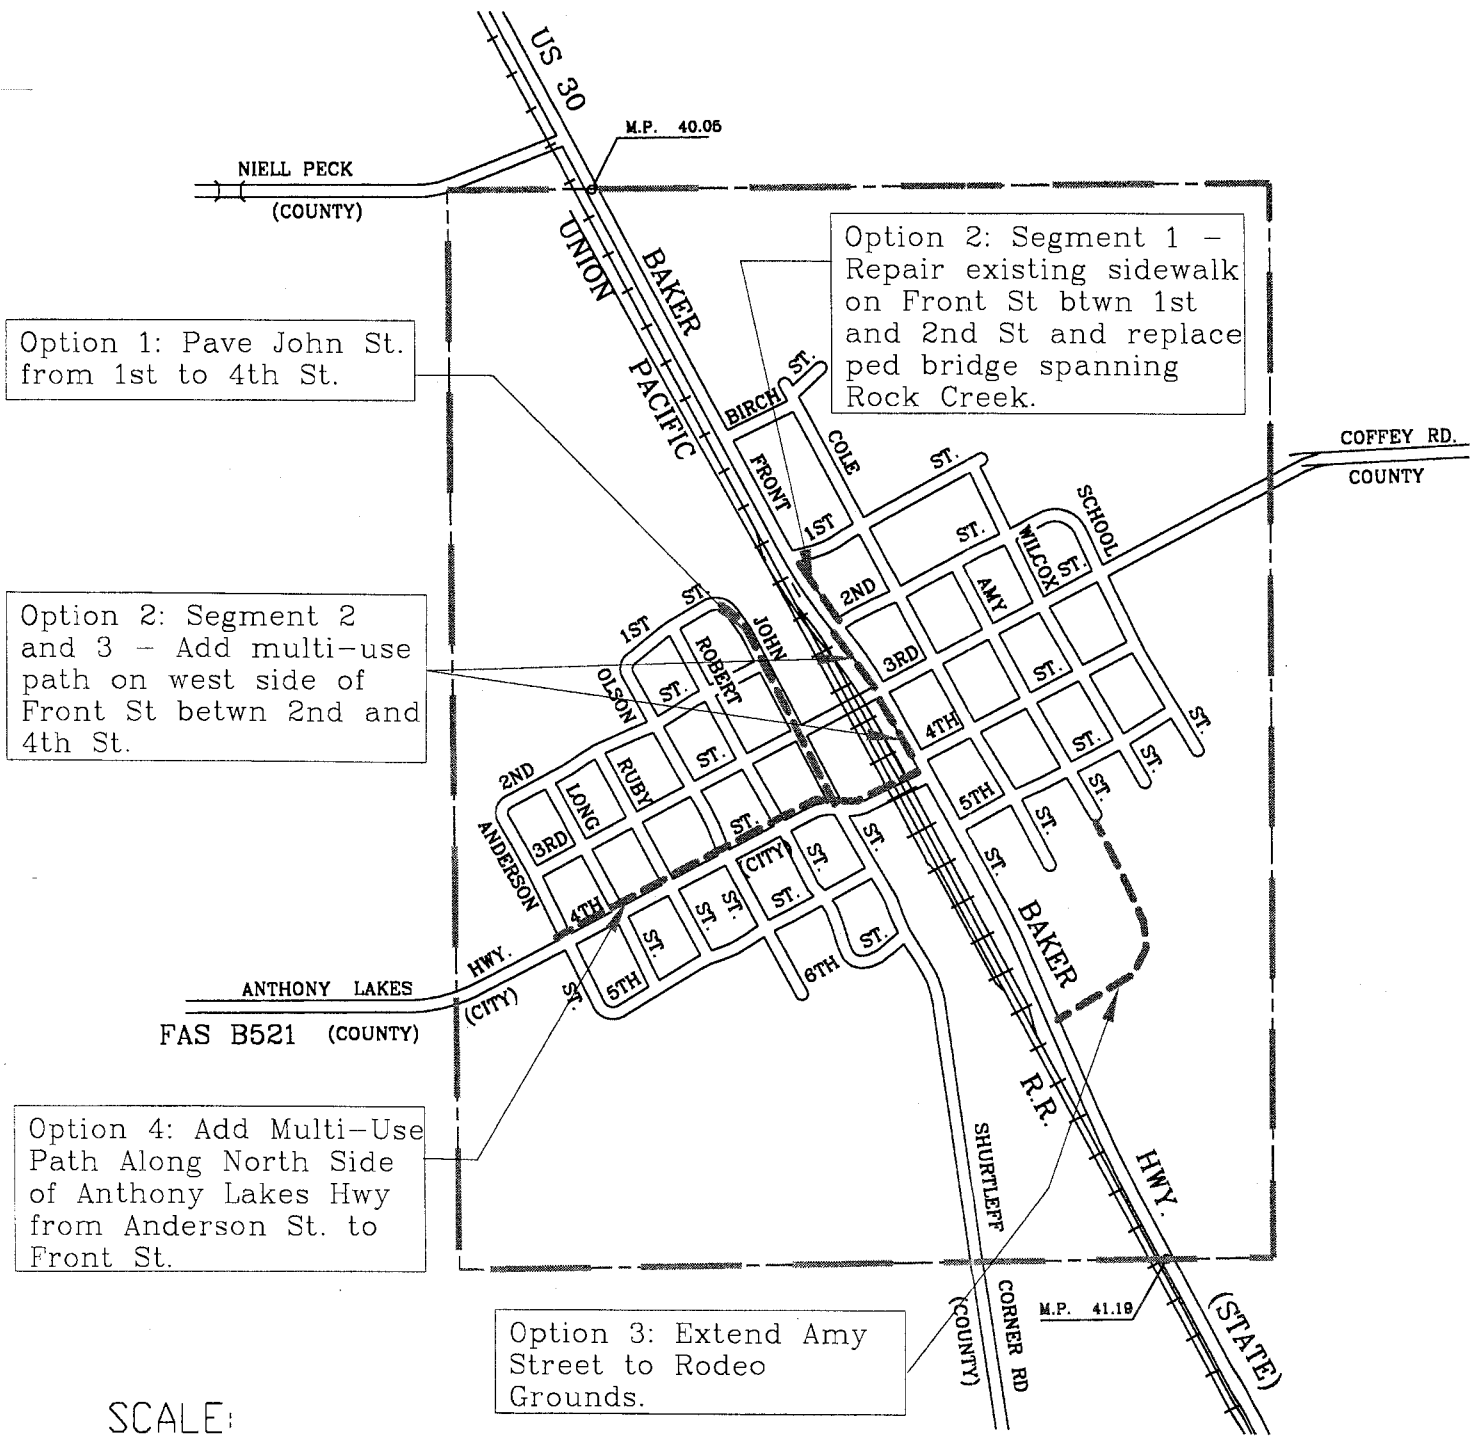 US 30
M.P. 40.05
NIELL PECK
(COUNTY)
UNION
PACIFIC
BAKER
Option 2: Segment 1 -
Repair existing sidewalk
on Front St btwn 1st
and 2nd St and replace
ped bridge spanning
Rock Creek.
Option 1: Pave John St.
from 1st to 4th St.
BIRCH ST.
COLE
FRONT
1ST ST.
COFFEY RD.
COUNTY
SCHOOL
WILCOX
ST.
ST.
AMY
2ND
Option 2: Segment 2
and 3 - Add multi-use
path on west side of
Front St betwn 2nd and
4th St.
1ST ST.
JOHN
ROBERT
OLSON
ST.
3RD
ST.
4TH
ST.
ST.
ST.
2ND
RUBY
ST.
LONG
ANDERSON
3RD
ST.
(CITY)
5TH
ST.
ST.
ST.
ST.
ST.
4TH
ST.
ST.
ST.
ST.
ST.
6TH
5TH
ST.
HWY.
(CITY)
ANTHONY LAKES
FAS B521 (COUNTY)
BAKER
R.R.
HWY.
(STATE)
Option 4: Add Multi-Use
Path Along North Side
of Anthony Lakes Hwy
from Anderson St. to
Front St.
SHURTLEFF
CORNER RD
(COUNTY)
M.P. 41.19
Option 3: Extend Amy
Street to Rodeo
Grounds.
SCALE: